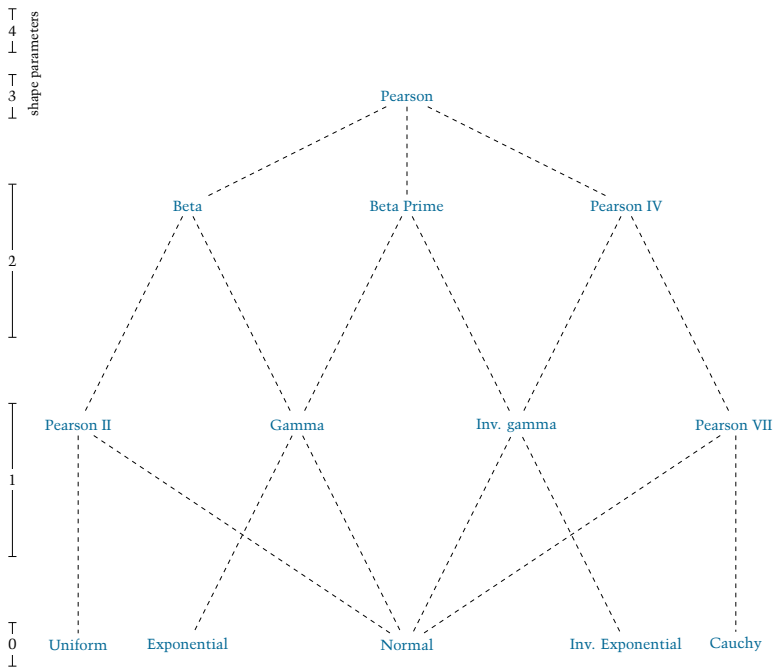 4
shape parameters
3
Pearson
Beta
Beta Prime
Pearson IV
2
Pearson II
Gamma
Inv. gamma
Pearson VII
1
0
Uniform
Exponential
Normal
Inv. Exponential
Cauchy